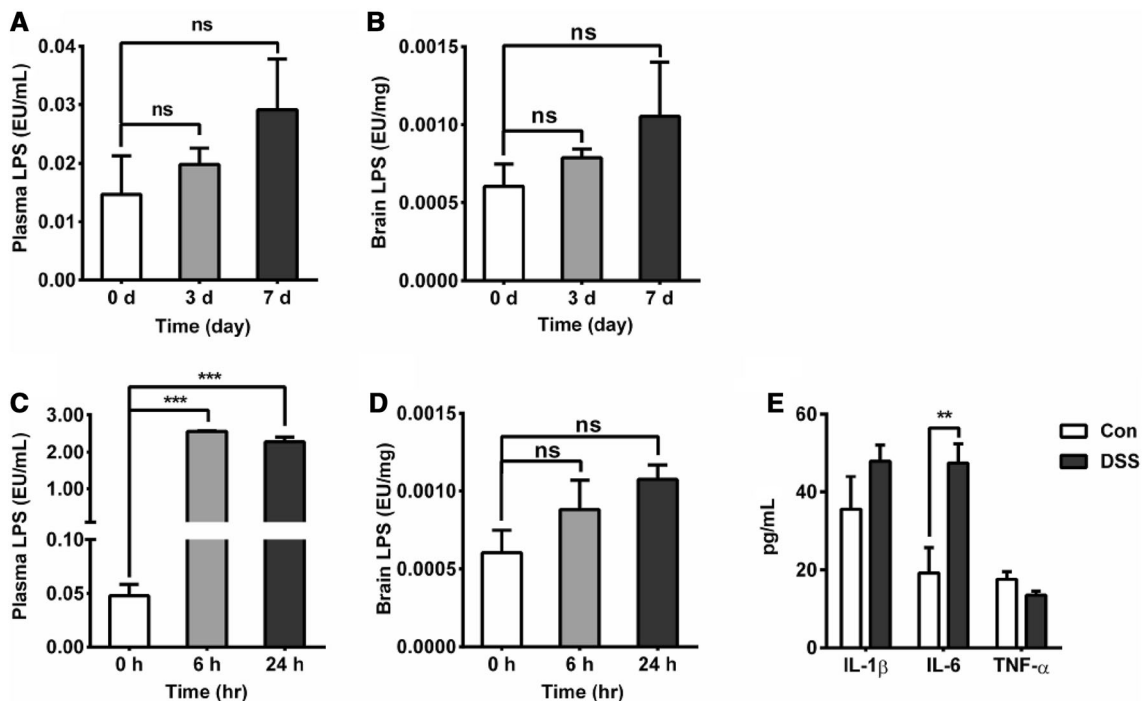 A
Plasma LPS (EU/mL)
0.04
0.03
0.02
0.01
0.00
ns
ns
0 d 3 d 7 d
Time (day)
B
Brain LPS (EU/mg)
0.0015
0.0010
0.0005
0.0000
ns
ns
0 d 3 d 7 d
Time (day)
C
Plasma LPS (EU/mL)
3.00
2.00
1.00
0.10
0.05
0.00
***
***
0 h 6 h 24 h
Time (hr)
D
Brain LPS (EU/mg)
0.0015
0.0010
0.0005
0.0000
ns
ns
0 h 6 h 24 h
Time (hr)
E
pg/mL
60
40
20
0
**
IL-1β IL-6 TNF-α
Con
DSS